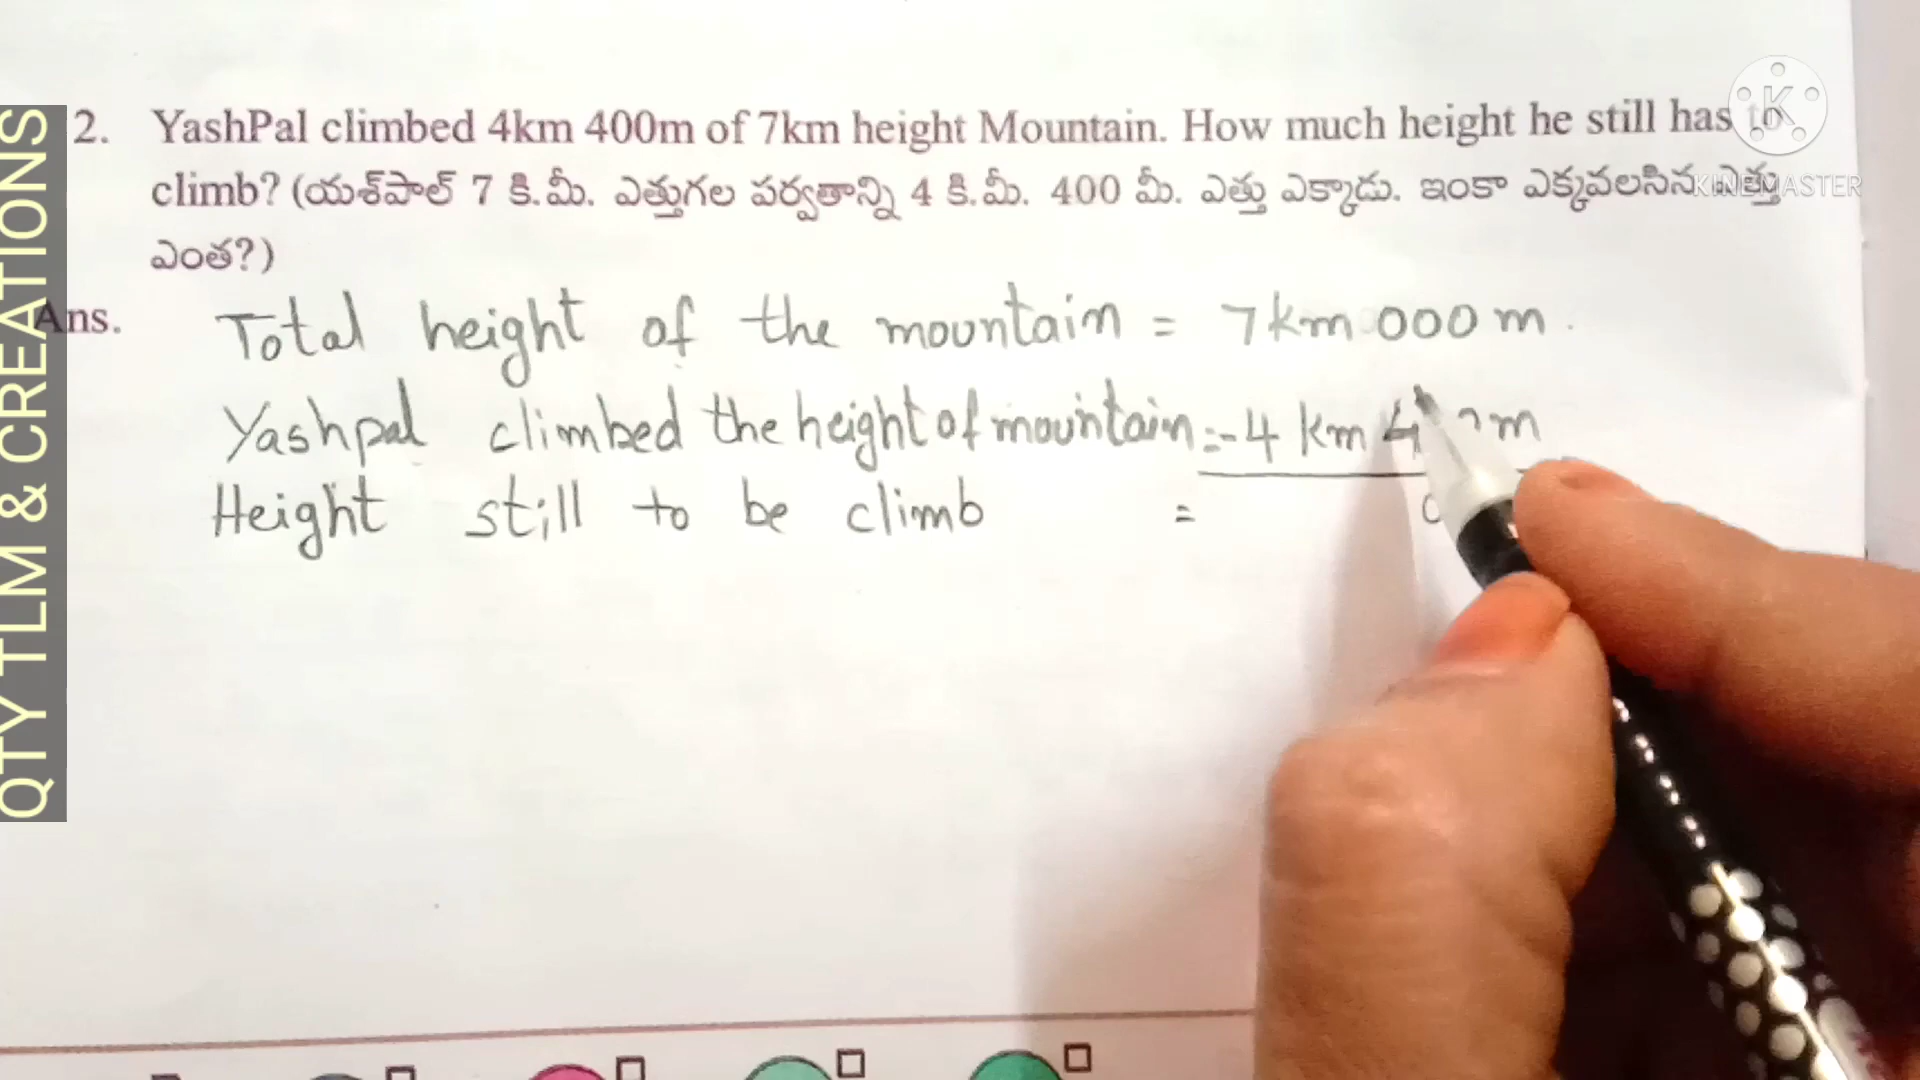 2. YashPal climbed 4km 400m of 7km height Mountain. How much height he still has to
climb? (యశ్‌పాల్ 7 కి.మీ. ఎత్తుగల పర్వతాన్ని 4 కి.మీ. 400 మీ. ఎత్తు ఎక్కాడు. ఇంకా ఎక్కవలసిన ఎత్తు
ఎంత?)
Ans. Total height of the mountain = 7km 000 m.
Yashpal climbed the height of mountain = -4 km 4 m
Height still to be climb =
QTY TLM & CREATIONS
K
KINEMASTER